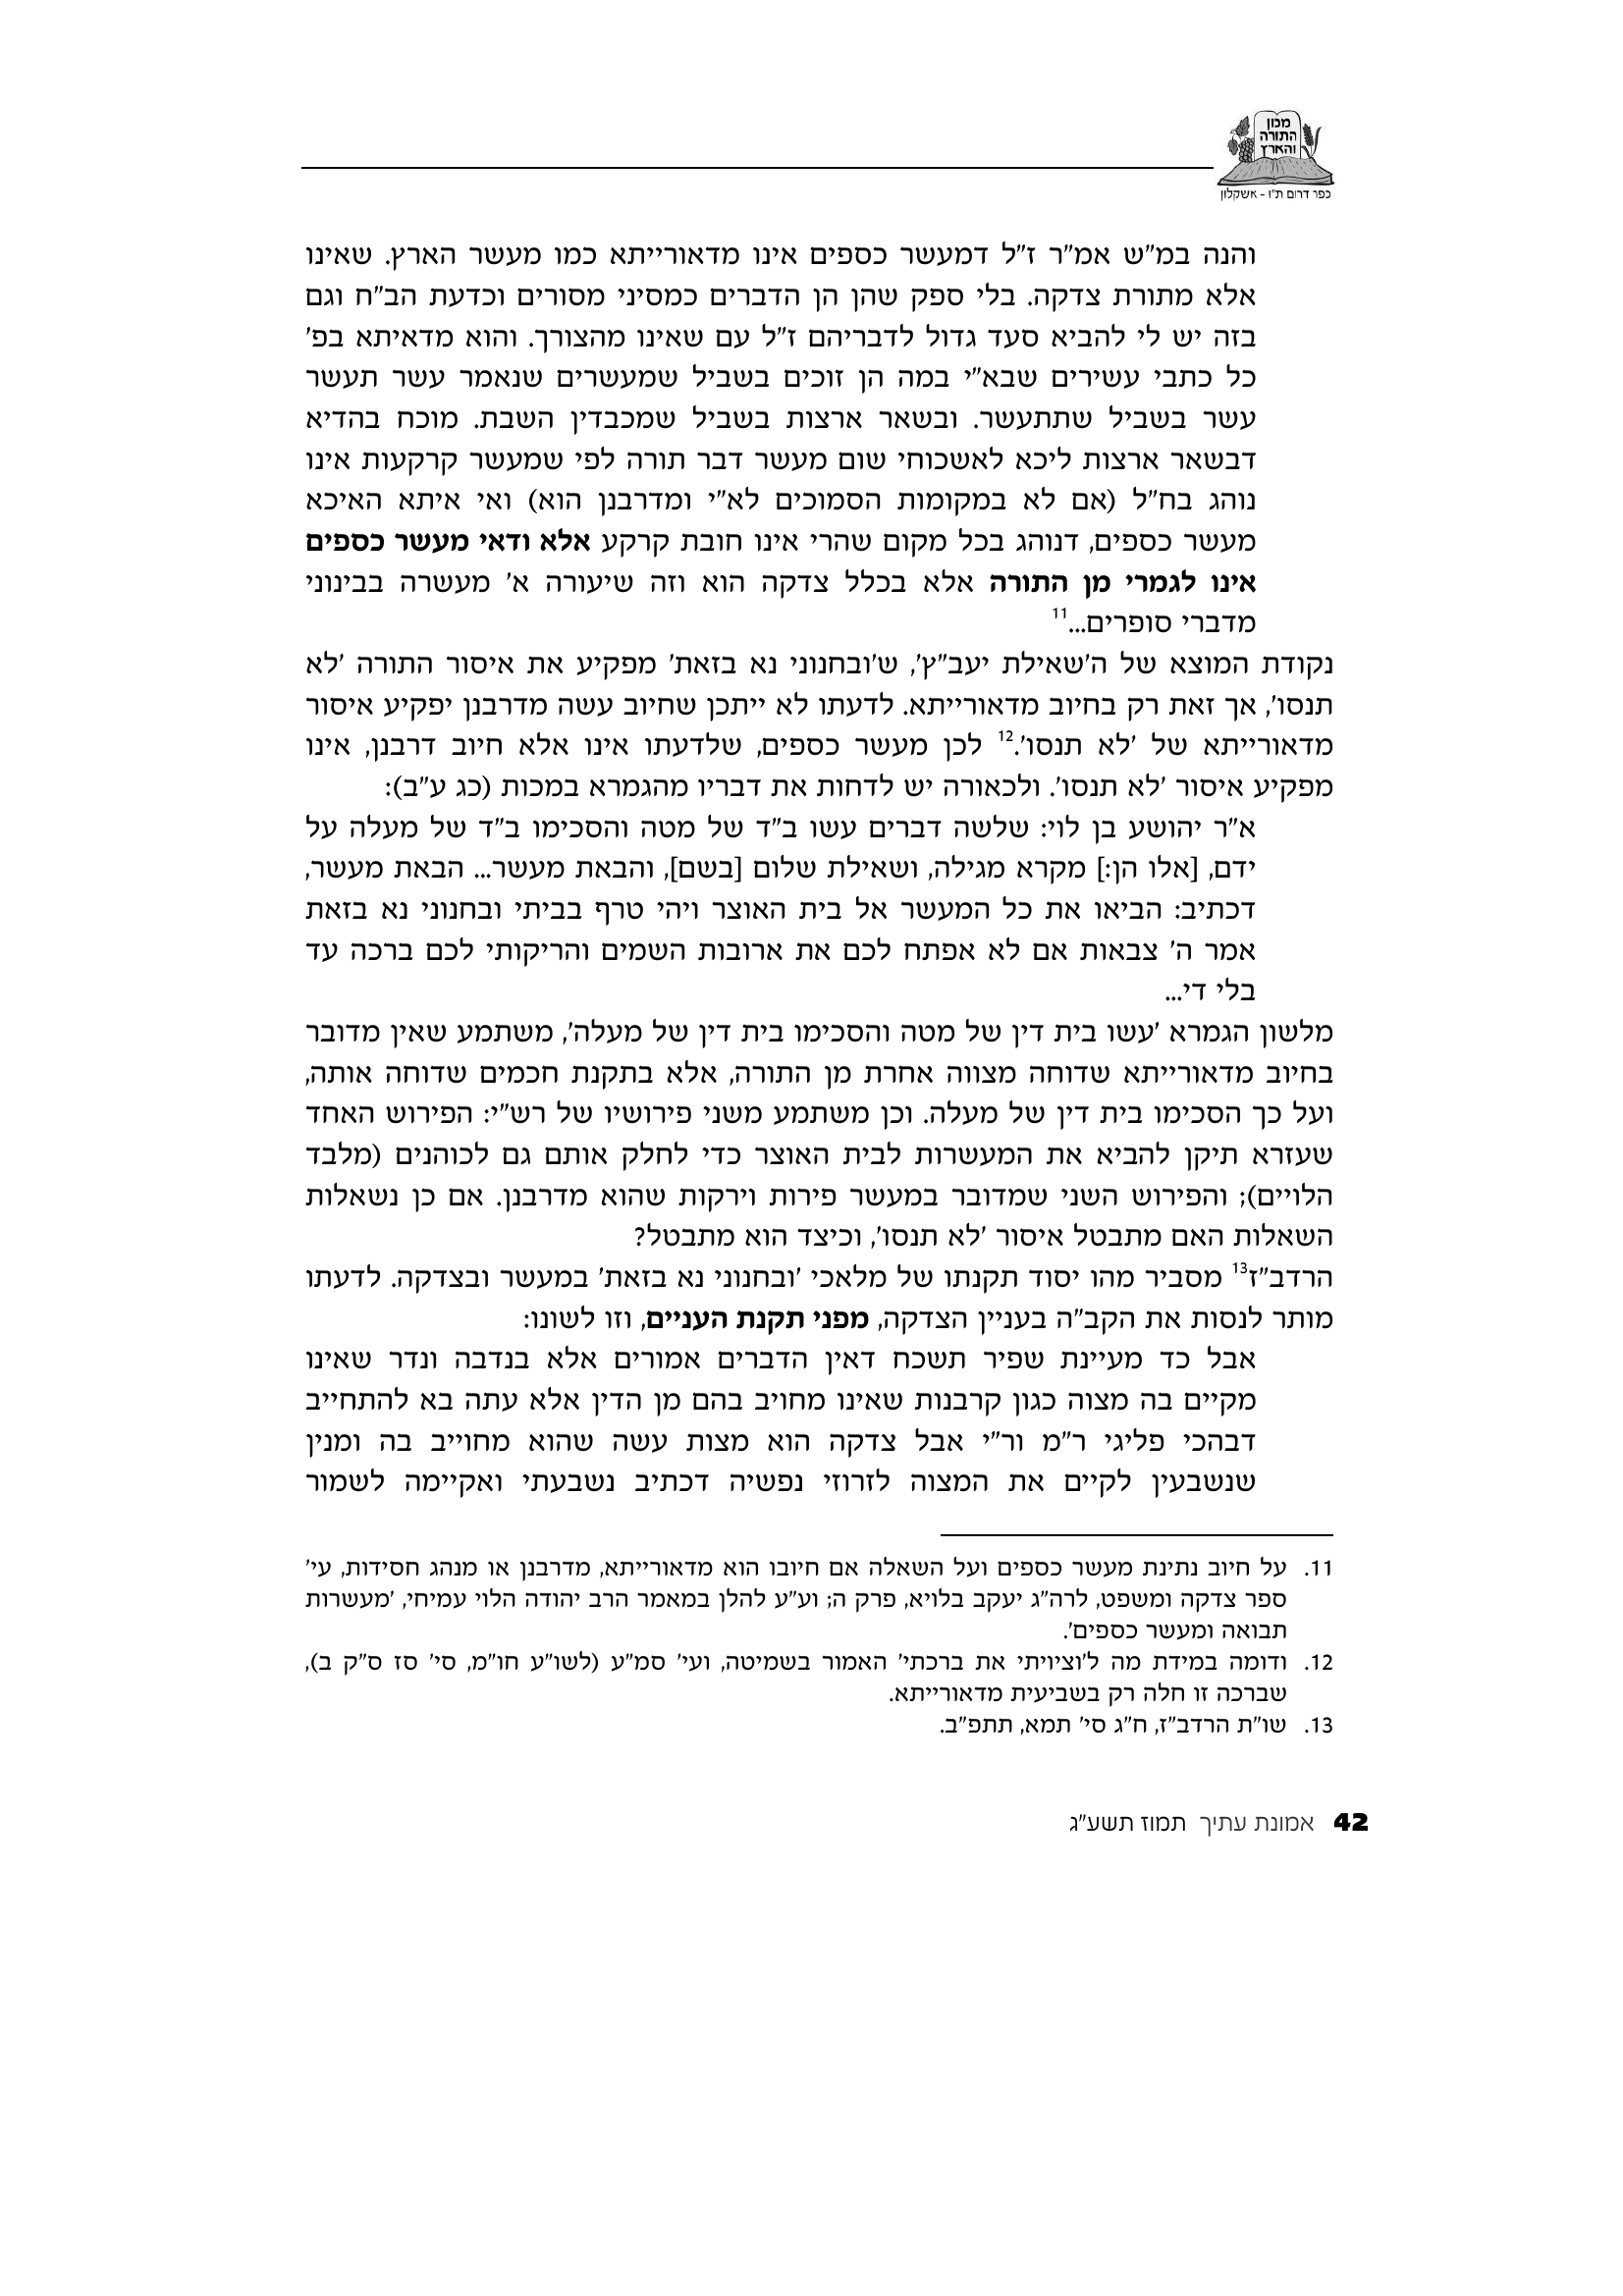 מכון
התורה
והארץ
כפר דרום ת"ו - אשקלון
והנה במ"ש אמ"ר ז"ל דמעשר כספים אינו מדאורייתא כמו מעשר הארץ. שאינו
אלא מתורת צדקה. בלי ספק שהן הן הדברים כמסיני מסורים וכדעת הב"ח וגם
בזה יש לי להביא סעד גדול לדבריהם ז"ל עם שאינו מהצורך. והוא מדאיתא בפ'
כל כתבי עשירים שבא"י במה הן זוכים בשביל שמעשרים שנאמר עשר תעשר
עשר בשביל שתתעשר. ובשאר ארצות בשביל שמכבדין השבת. מוכח בהדיא
דבשאר ארצות ליכא לאשכוחי שום מעשר דבר תורה לפי שמעשר קרקעות אינו
נוהג בח"ל (אם לא במקומות הסמוכים לא"י ומדרבנן הוא) ואי איתא האיכא
מעשר כספים, דנוהג בכל מקום שהרי אינו חובת קרקע אלא ודאי מעשר כספים
אינו לגמרי מן התורה אלא בכלל צדקה הוא וזה שיעורה א' מעשרה בבינוני
מדברי סופרים...11
נקודת המוצא של ה'שאילת יעב"ץ', ש'ובחנוני נא בזאת' מפקיע את איסור התורה 'לא
תנסו', אך זאת רק בחיוב מדאורייתא. לדעתו לא ייתכן שחיוב עשה מדרבנן יפקיע איסור
מדאורייתא של 'לא תנסו'.12 לכן מעשר כספים, שלדעתו אינו אלא חיוב דרבנן, אינו
מפקיע איסור 'לא תנסו'. ולכאורה יש לדחות את דבריו מהגמרא במכות (כג ע"ב):
א"ר יהושע בן לוי: שלשה דברים עשו ב"ד של מטה והסכימו ב"ד של מעלה על
ידם, [אלו הן:] מקרא מגילה, ושאילת שלום [בשם], והבאת מעשר... הבאת מעשר,
דכתיב: הביאו את כל המעשר אל בית האוצר ויהי טרף בביתי ובחנוני נא בזאת
אמר ה' צבאות אם לא אפתח לכם את ארובות השמים והריקותי לכם ברכה עד
בלי די...
מלשון הגמרא 'עשו בית דין של מטה והסכימו בית דין של מעלה', משתמע שאין מדובר
בחיוב מדאורייתא שדוחה מצווה אחרת מן התורה, אלא בתקנת חכמים שדוחה אותה,
ועל כך הסכימו בית דין של מעלה. וכן משתמע משני פירושיו של רש"י: הפירוש האחד
שעזרא תיקן להביא את המעשרות לבית האוצר כדי לחלק אותם גם לכוהנים (מלבד
הלויים); והפירוש השני שמדובר במעשר פירות וירקות שהוא מדרבנן. אם כן נשאלות
השאלות האם מתבטל איסור 'לא תנסו', וכיצד הוא מתבטל?
הרדב"ז13 מסביר מהו יסוד תקנתו של מלאכי 'ובחנוני נא בזאת' במעשר ובצדקה. לדעתו
מותר לנסות את הקב"ה בעניין הצדקה, מפני תקנת העניים, וזו לשונו:
אבל כד מעיינת שפיר תשכח דאין הדברים אמורים אלא בנדבה ונדר שאינו
מקיים בה מצוה כגון קרבנות שאינו מחויב בהם מן הדין אלא עתה בא להתחייב
דבהכי פליגי ר"מ ור"י אבל צדקה הוא מצות עשה שהוא מחוייב בה ומנין
שנשבעין לקיים את המצוה לזרוזי נפשיה דכתיב נשבעתי ואקיימה לשמור
11. על חיוב נתינת מעשר כספים ועל השאלה אם חיובו הוא מדאורייתא, מדרבנן או מנהג חסידות, עי'
ספר צדקה ומשפט, לרה"ג יעקב בלויא, פרק ה; וע"ע להלן במאמר הרב יהודה הלוי עמיחי, 'מעשרות
תבואה ומעשר כספים'.
12. ודומה במידת מה ל'וציויתי את ברכתי' האמור בשמיטה, ועי' סמ"ע (לשו"ע חו"מ, סי' סז ס"ק ב),
שברכה זו חלה רק בשביעית מדאורייתא.
13. שו"ת הרדב"ז, ח"ג סי' תמא, תתפ"ב.
42 אמונת עתיך תמוז תשע"ג